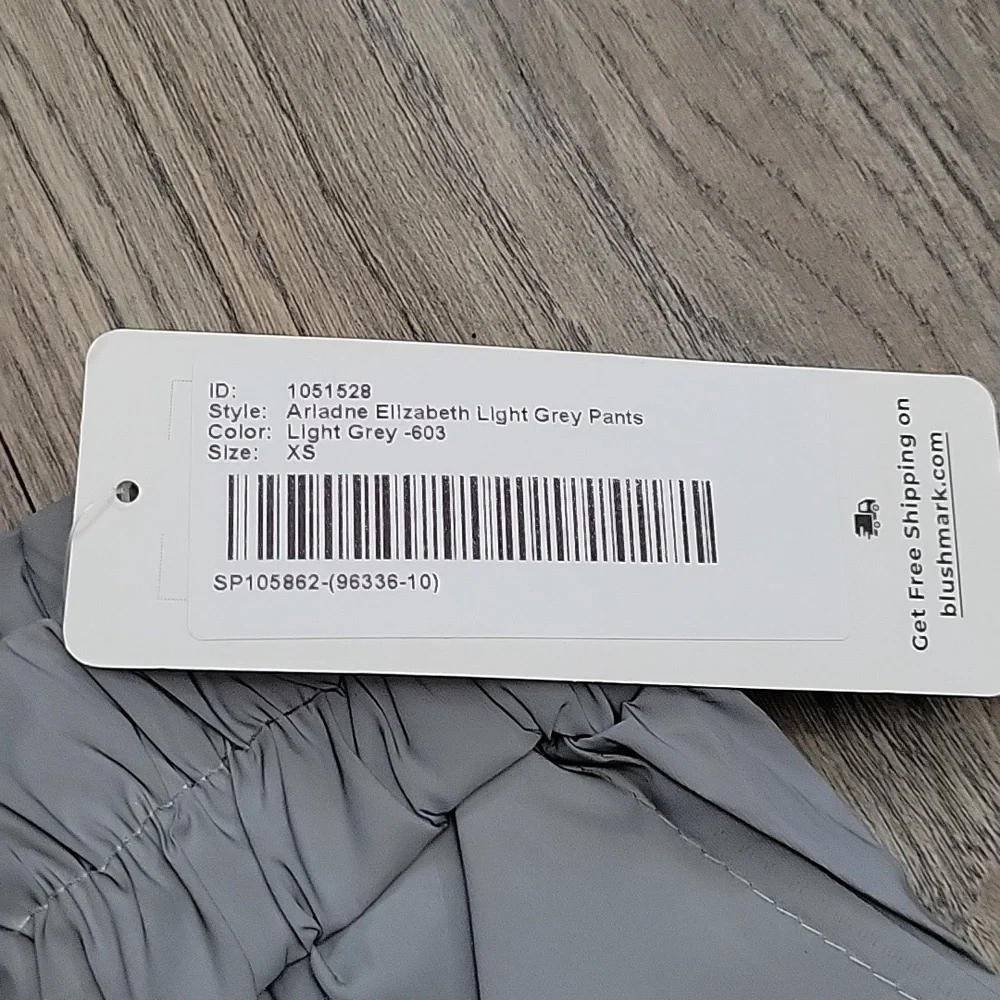 ID: 1051528
Style: Ariadne Elizabeth Light Grey Pants
Color: Light Grey -603
Size: XS
SP105862-(96336-10)
Get Free Shipping on
blushmark.com